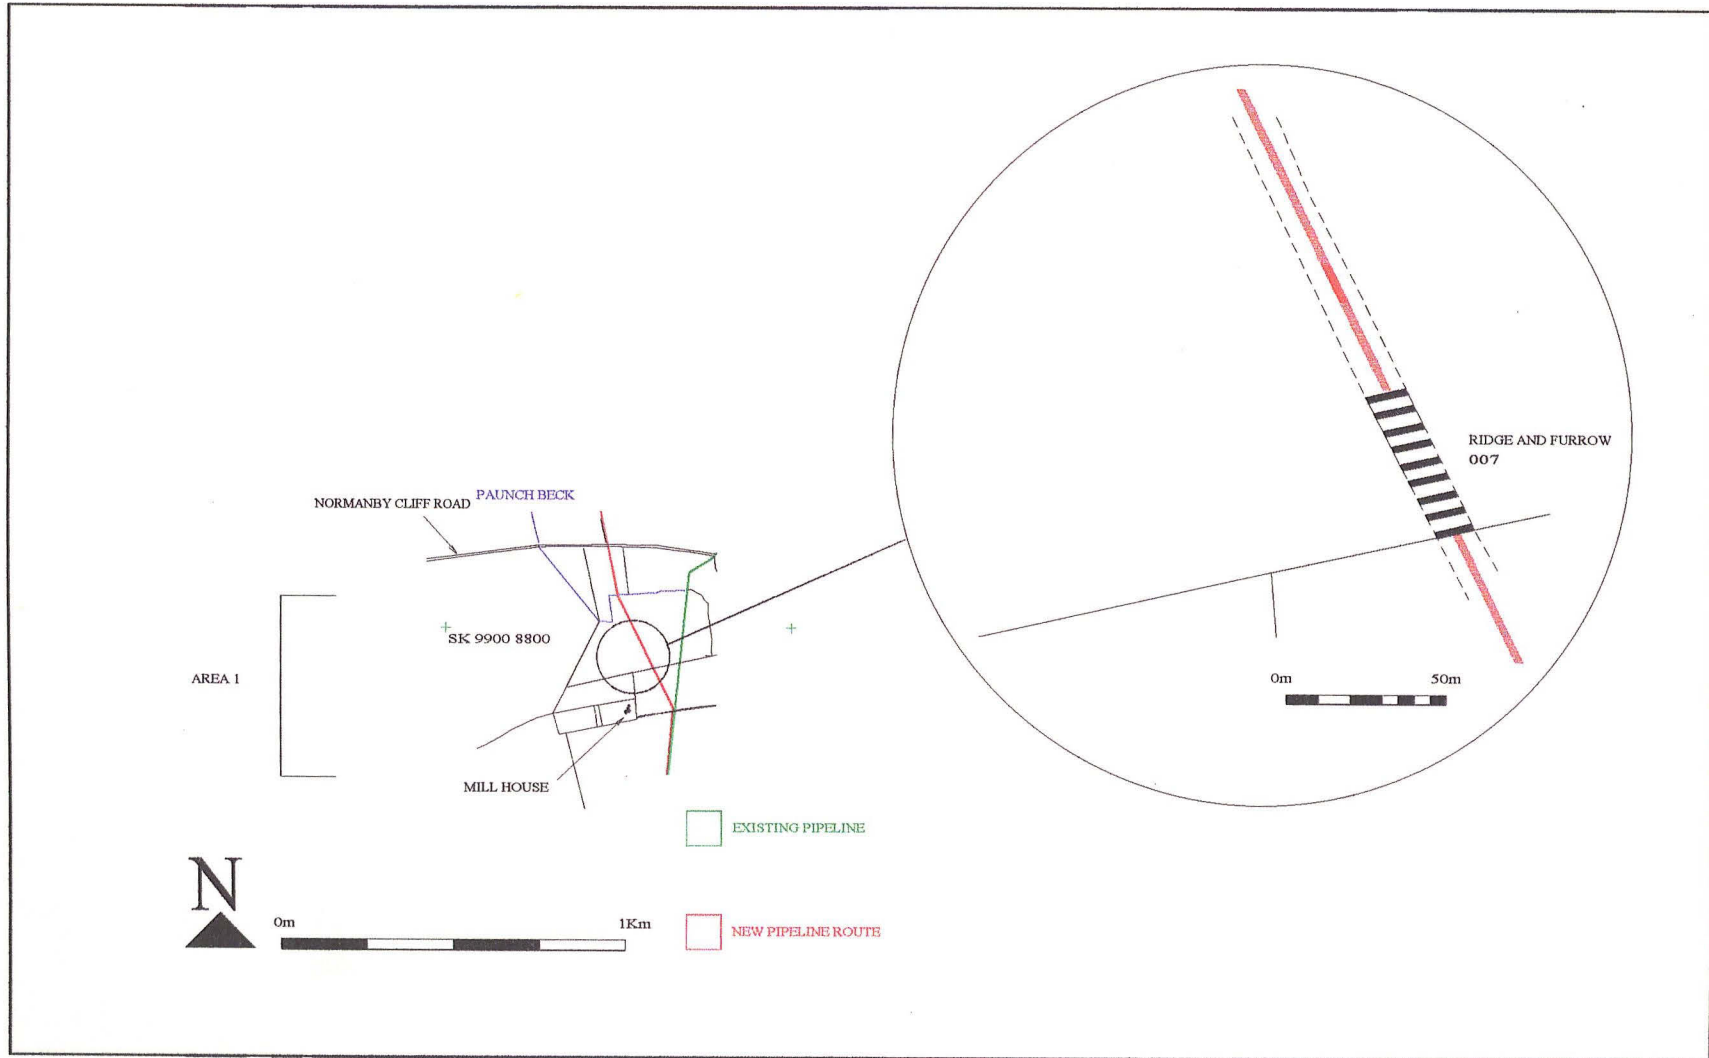 RIDGE AND FURROW
007
0m 50m
NORMANBY CLIFF ROAD
PAUNCH BECK
SK 9900 8800
AREA 1
MILL HOUSE
EXISTING PIPELINE
N
0m 1Km
NEW PIPELINE ROUTE